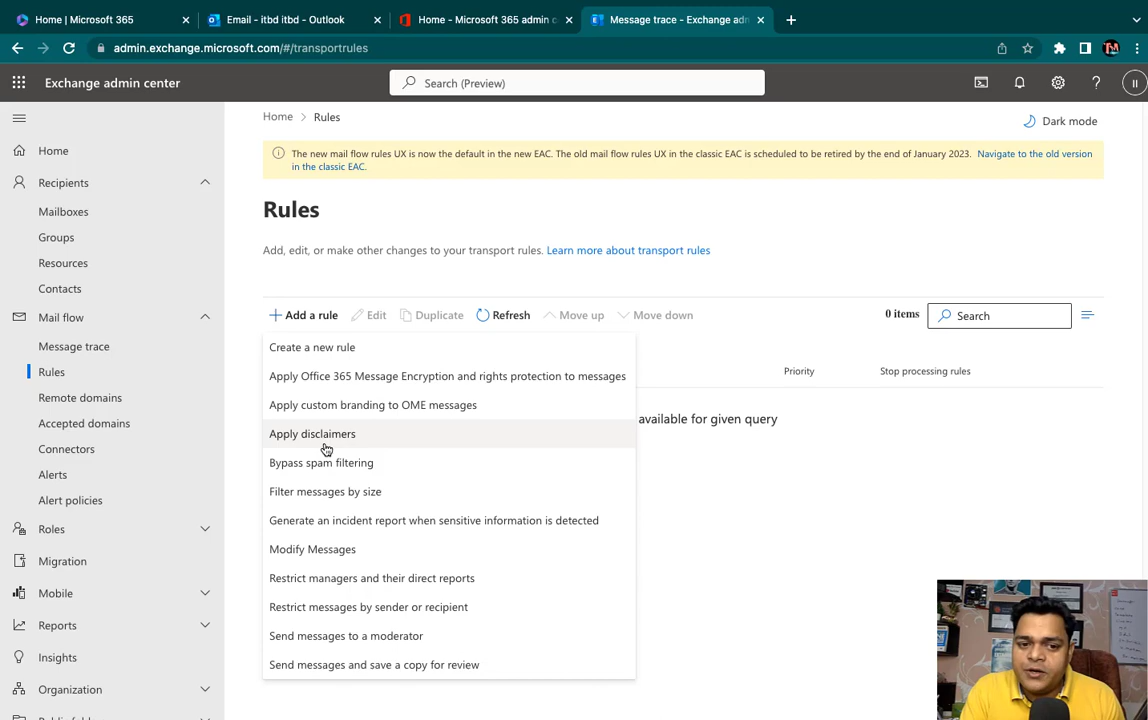 Home | Microsoft 365
Email - itbd itbd - Outlook
Home - Microsoft 365 admin c
Message trace - Exchange adm
admin.exchange.microsoft.com/#/transportrules
Exchange admin center
Search (Preview)
II
Home
Recipients
Mailboxes
Groups
Resources
Contacts
Mail flow
Message trace
Rules
Remote domains
Accepted domains
Connectors
Alerts
Alert policies
Roles
Migration
Mobile
Reports
Insights
Organization
Home > Rules
Dark mode
The new mail flow rules UX is now the default in the new EAC. The old mail flow rules UX in the classic EAC is scheduled to be retired by the end of January 2023. Navigate to the old version
in the classic EAC.
Rules
Add, edit, or make other changes to your transport rules. Learn more about transport rules
Add a rule
Edit
Duplicate
Refresh
Move up
Move down
0 items
Search
Priority
Stop processing rules
available for given query
Create a new rule
Apply Office 365 Message Encryption and rights protection to messages
Apply custom branding to OME messages
Apply disclaimers
Bypass spam filtering
Filter messages by size
Generate an incident report when sensitive information is detected
Modify Messages
Restrict managers and their direct reports
Restrict messages by sender or recipient
Send messages to a moderator
Send messages and save a copy for review